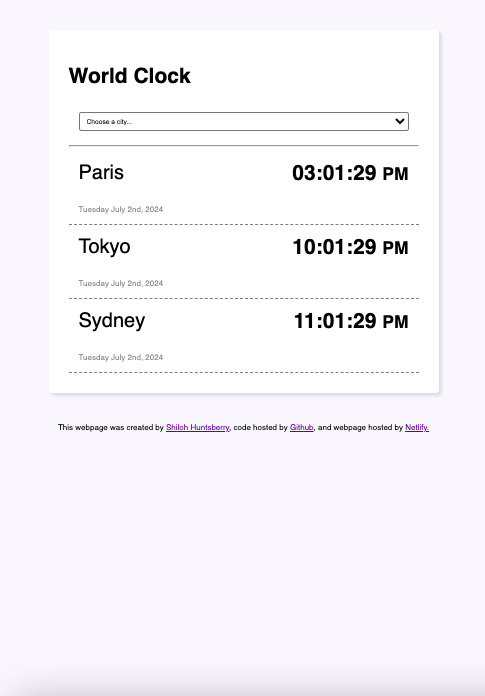 World Clock
Choose a city...
Paris 03:01:29 PM
Tuesday July 2nd, 2024
Tokyo 10:01:29 PM
Tuesday July 2nd, 2024
Sydney 11:01:29 PM
Tuesday July 2nd, 2024
This webpage was created by Shiloh Huntsberry, code hosted by Github, and webpage hosted by Netlify.